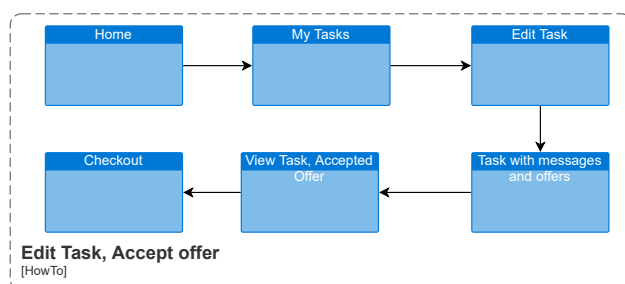 Home
My Tasks
Edit Task
Checkout
View Task, Accepted
Offer
Task with messages
and offers
Edit Task, Accept offer
[HowTo]